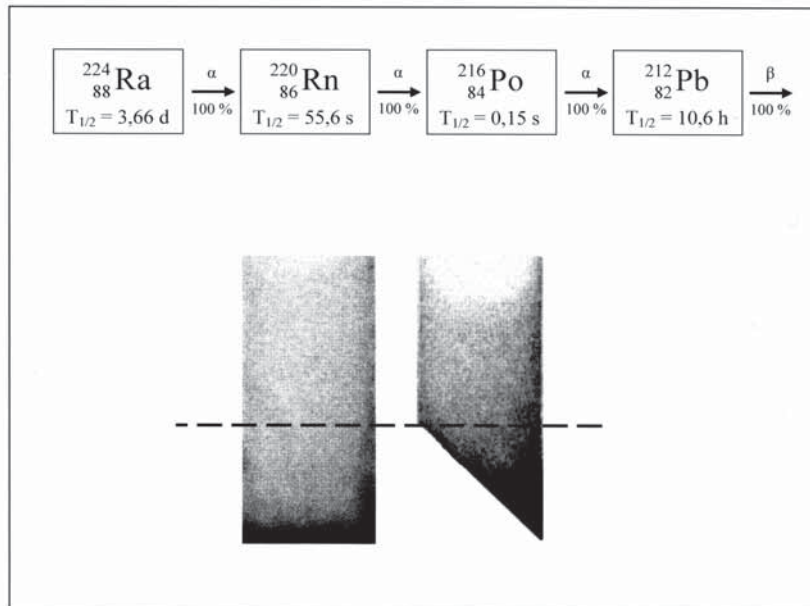 224
88 Ra
T1/2 = 3,66 d
α
100 %
220
86 Rn
T1/2 = 55,6 s
α
100 %
216
84 Po
T1/2 = 0,15 s
α
100 %
212
82 Pb
T1/2 = 10,6 h
β
100 %